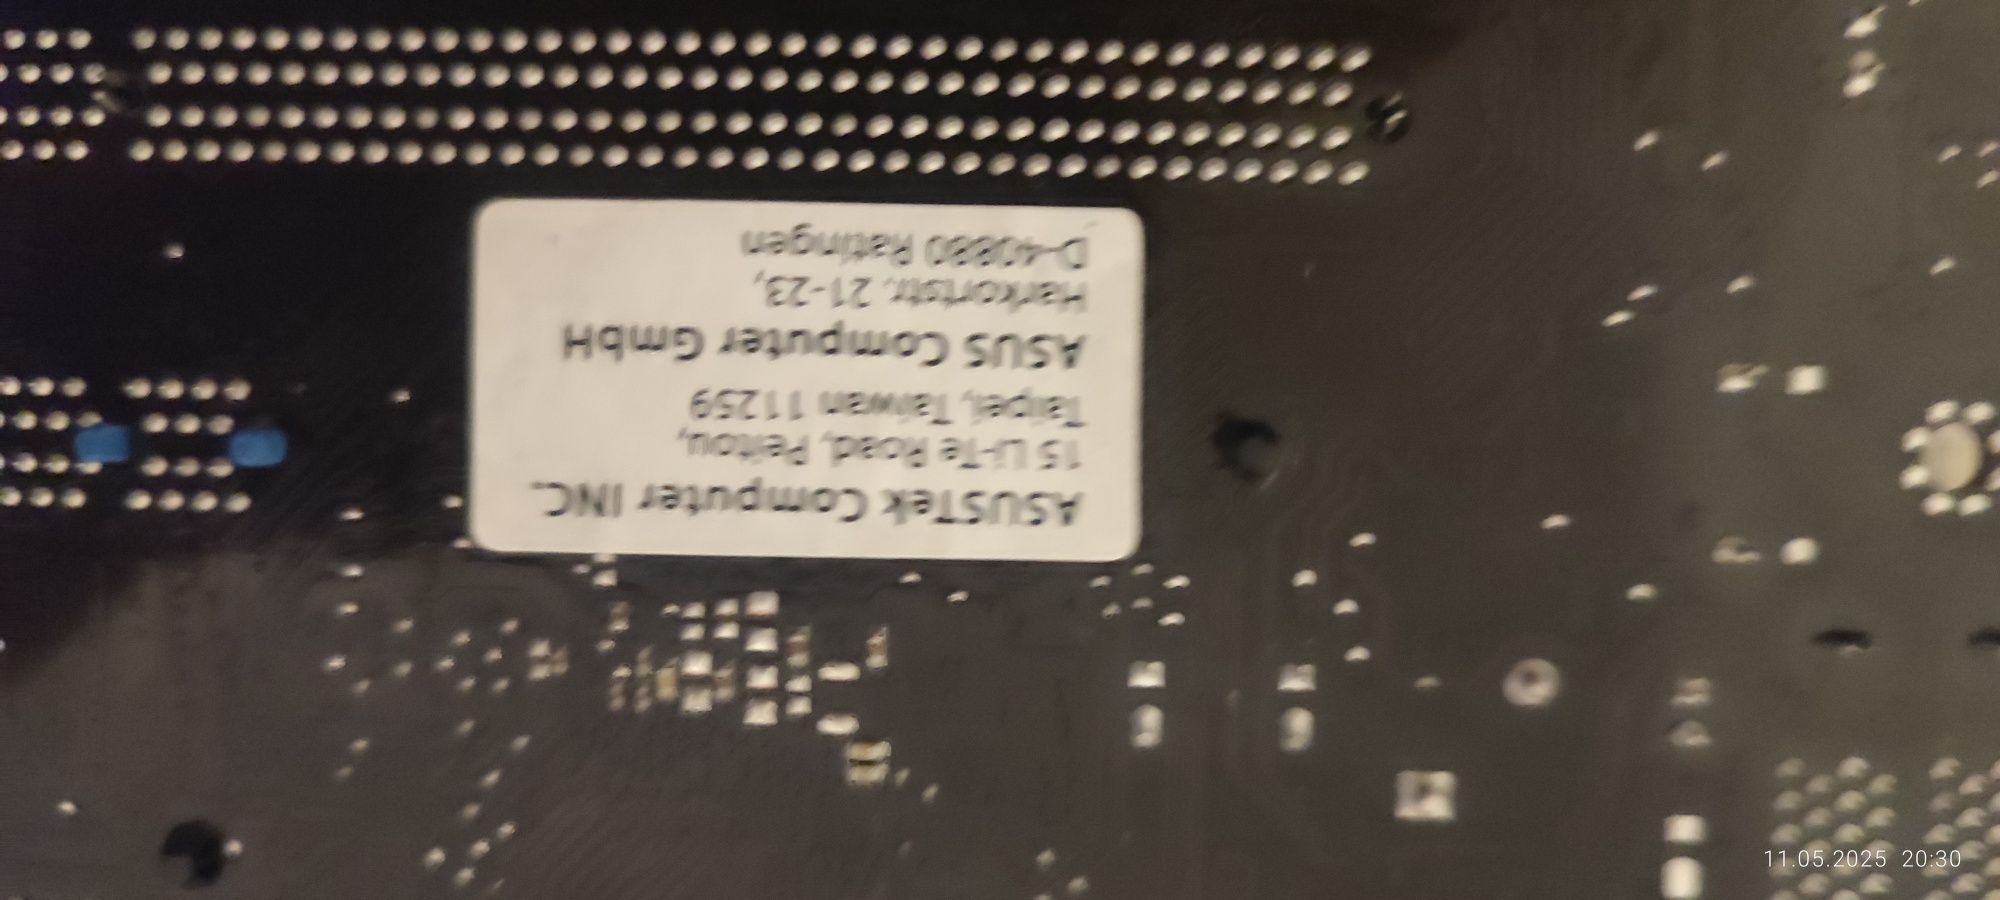 ASUSTek Computer INC.
15 Li-Te Road, Peitou,
Taipei, Taiwan 11259
ASUS Computer GmbH
Harkortstr. 21-23,
D-40880 Ratingen
11.05.2025 20:30